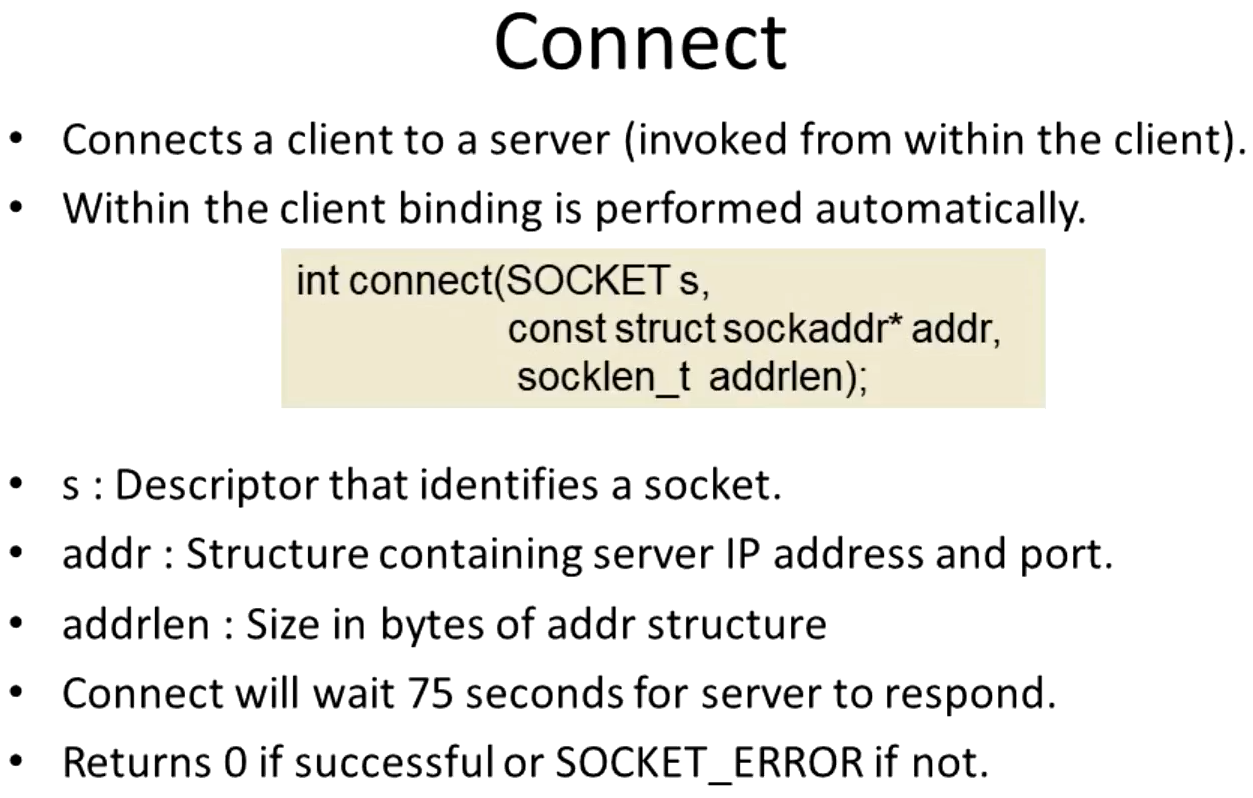 Connect
• Connects a client to a server (invoked from within the client).
• Within the client binding is performed automatically.
int connect(SOCKET s,
const struct sockaddr* addr,
socklen_t addrlen);
• s : Descriptor that identifies a socket.
• addr : Structure containing server IP address and port.
• addrlen : Size in bytes of addr structure
• Connect will wait 75 seconds for server to respond.
• Returns 0 if successful or SOCKET_ERROR if not.